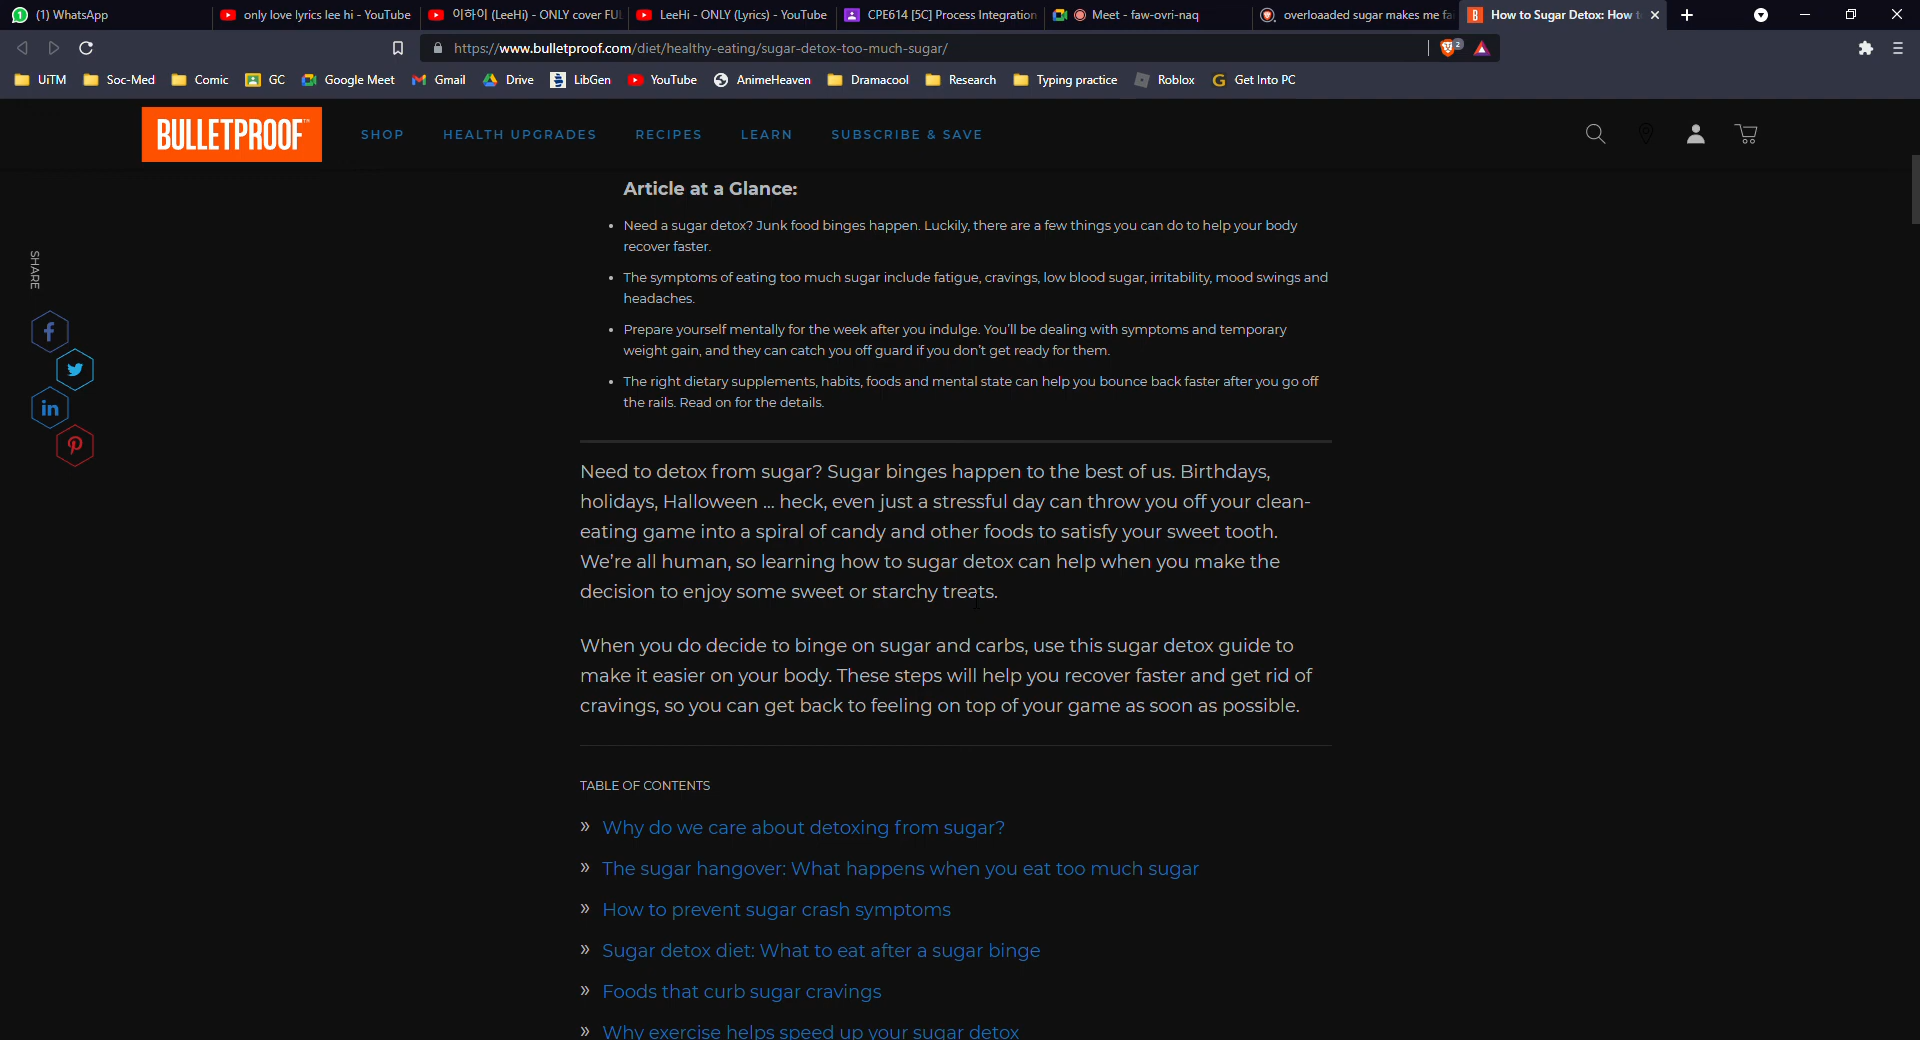 (1) WhatsApp
only love lyrics lee hi - YouTube
이하이 (LeeHi) - ONLY cover FUL
LeeHi - ONLY (Lyrics) - YouTube
CPE614 [5C] Process Integration
Meet - faw-ovri-naq
overloaaded sugar makes me fa
How to Sugar Detox: How t
https://www.bulletproof.com/diet/healthy-eating/sugar-detox-too-much-sugar/
2
UiTM
Soc-Med
Comic
GC
Google Meet
Gmail
Drive
LibGen
YouTube
AnimeHeaven
Dramacool
Research
Typing practice
Roblox
Get Into PC
BULLETPROOF™
SHOP
HEALTH UPGRADES
RECIPES
LEARN
SUBSCRIBE & SAVE
SHARE
Article at a Glance:
• Need a sugar detox? Junk food binges happen. Luckily, there are a few things you can do to help your body
recover faster.
• The symptoms of eating too much sugar include fatigue, cravings, low blood sugar, irritability, mood swings and
headaches.
• Prepare yourself mentally for the week after you indulge. You'll be dealing with symptoms and temporary
weight gain, and they can catch you off guard if you don't get ready for them.
• The right dietary supplements, habits, foods and mental state can help you bounce back faster after you go off
the rails. Read on for the details.
Need to detox from sugar? Sugar binges happen to the best of us. Birthdays,
holidays, Halloween ... heck, even just a stressful day can throw you off your clean-
eating game into a spiral of candy and other foods to satisfy your sweet tooth.
We're all human, so learning how to sugar detox can help when you make the
decision to enjoy some sweet or starchy treats.
When you do decide to binge on sugar and carbs, use this sugar detox guide to
make it easier on your body. These steps will help you recover faster and get rid of
cravings, so you can get back to feeling on top of your game as soon as possible.
TABLE OF CONTENTS
» Why do we care about detoxing from sugar?
» The sugar hangover: What happens when you eat too much sugar
» How to prevent sugar crash symptoms
» Sugar detox diet: What to eat after a sugar binge
» Foods that curb sugar cravings
» Why exercise helps speed up your sugar detox